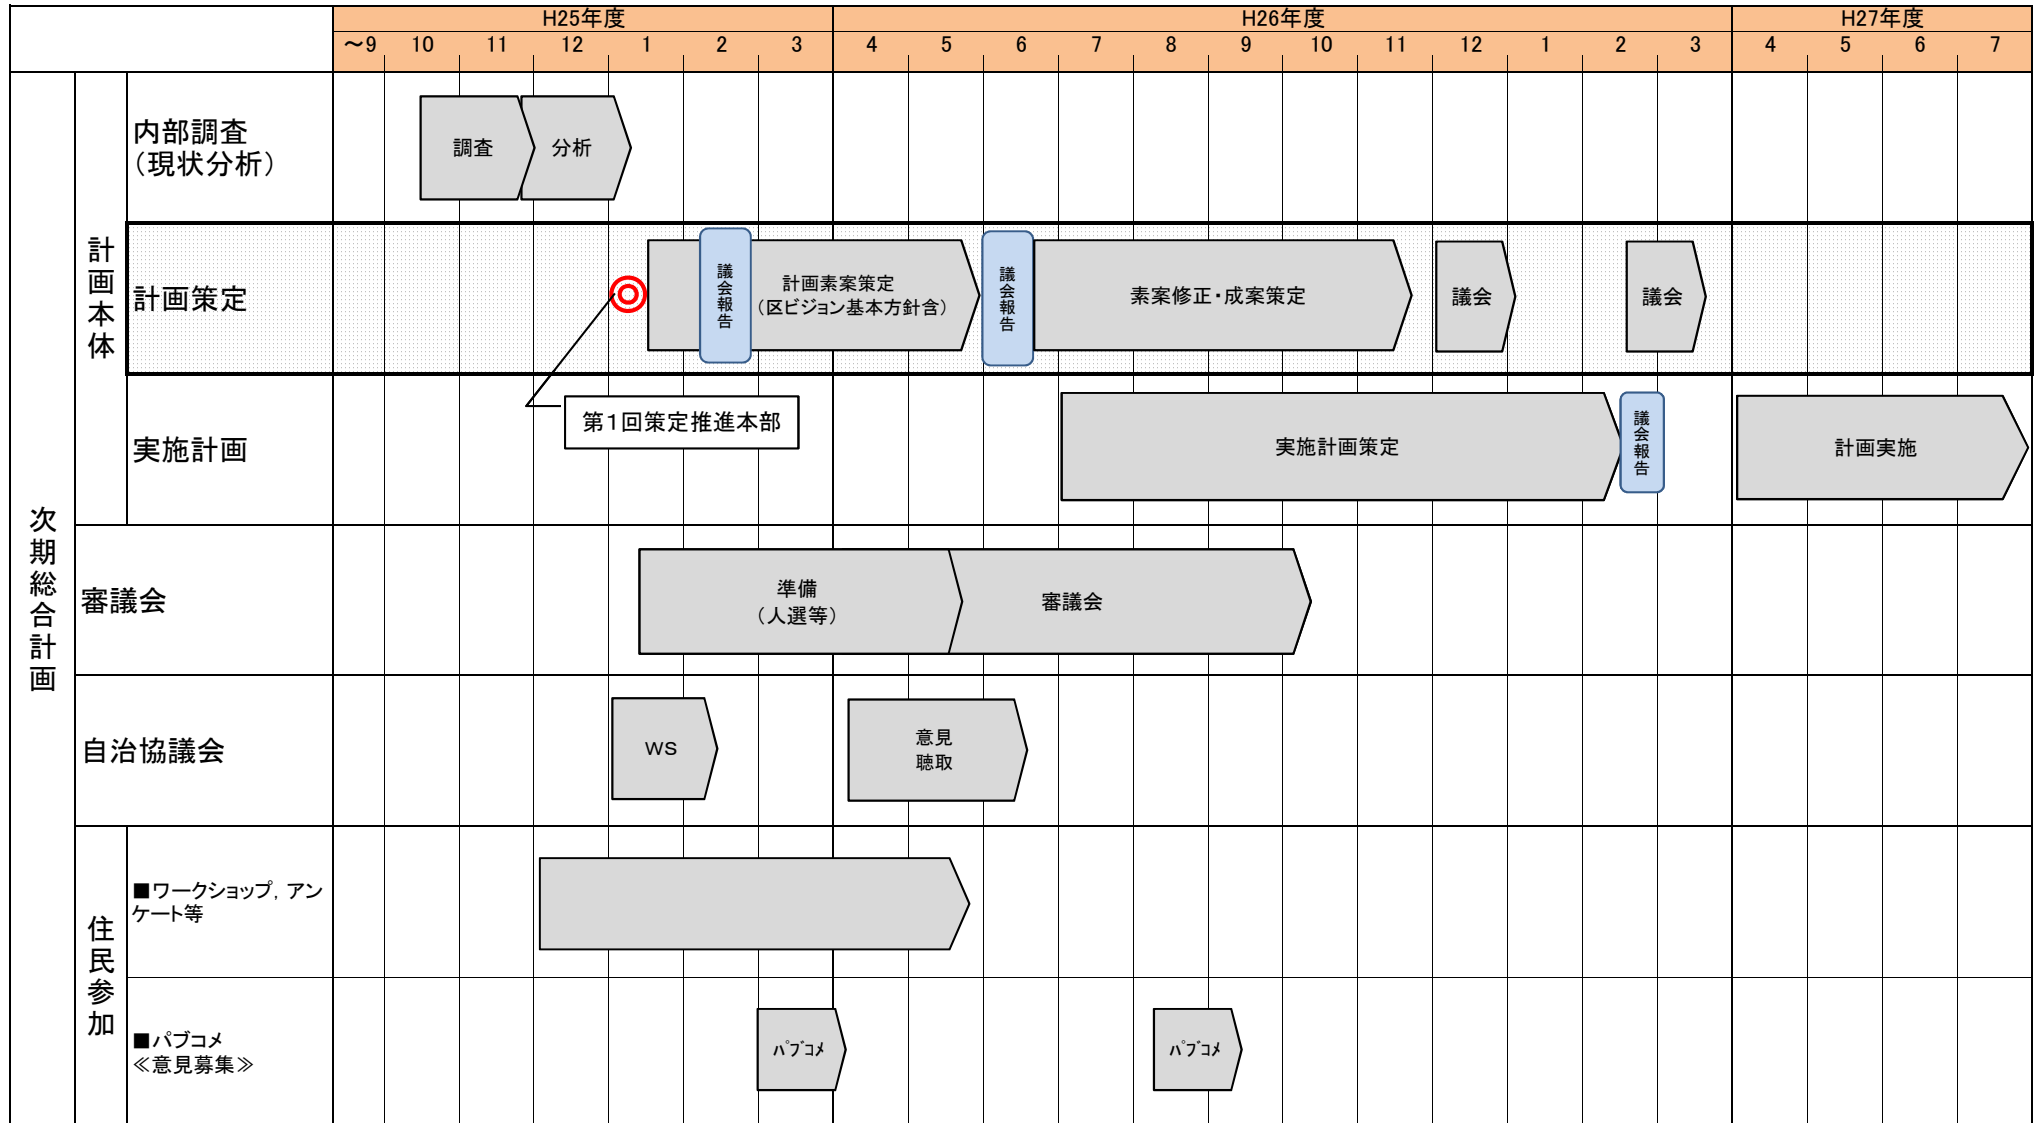 H25年度
H26年度
H27年度
～9 10 11 12 1 2 3 4 5 6 7 8 9 10 11 12 1 2 3 4 5 6 7
次期総合計画
計画本体
内部調査
（現状分析）
調査
分析
計画策定
議会報告
計画素案策定
（区ビジョン基本方針含）
議会報告
素案修正・成案策定
議会
議会
第１回策定推進本部
実施計画
実施計画策定
議会報告
計画実施
審議会
準備
（人選等）
審議会
自治協議会
ＷＳ
意見
聴取
住民参加
■ワークショップ，アン
ケート等
■パブコメ
≪意見募集≫
ﾊﾟﾌﾞｺﾒ
ﾊﾟﾌﾞｺﾒ